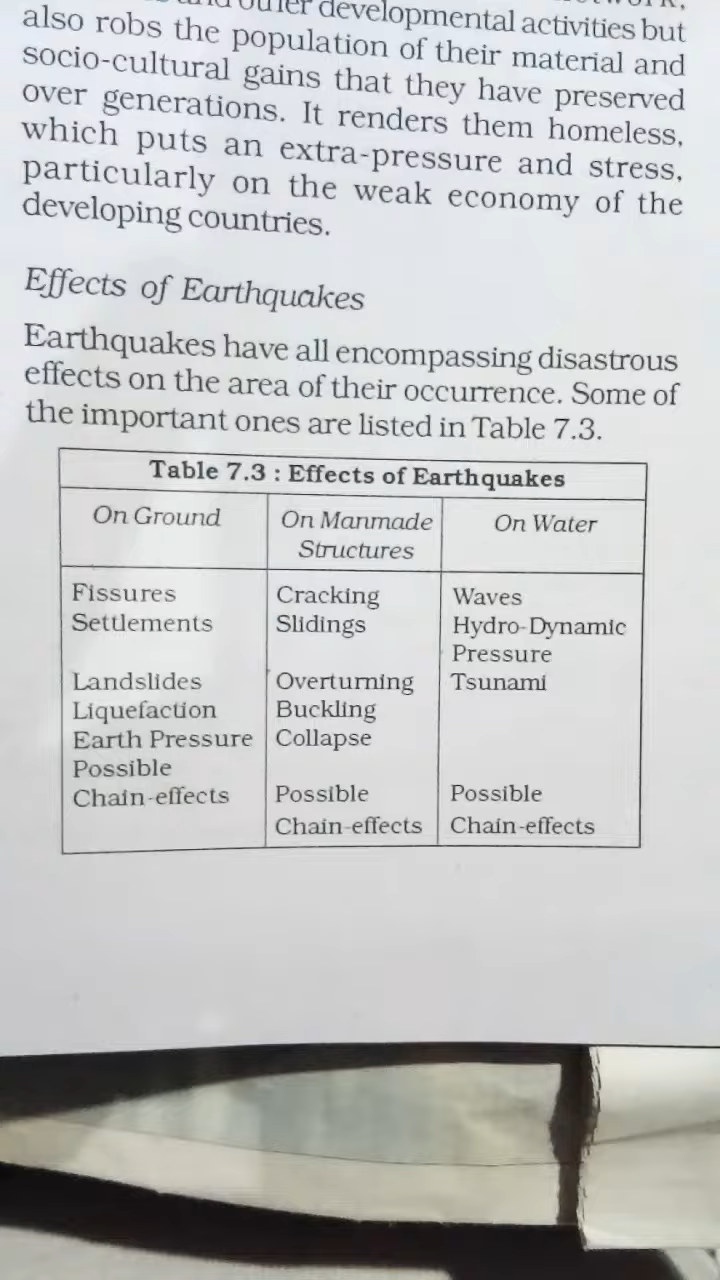 other developmental activities but
also robs the population of their material and
socio-cultural gains that they have preserved
over generations. It renders them homeless,
which puts an extra-pressure and stress,
particularly on the weak economy of the
developing countries.
Effects of Earthquakes
Earthquakes have all encompassing disastrous
effects on the area of their occurrence. Some of
the important ones are listed in Table 7.3.
Table 7.3 : Effects of Earthquakes
On Ground On Manmade On Water
Structures
Fissures Cracking Waves
Settlements Slidings Hydro-Dynamic
Pressure
Landslides Overturning Tsunami
Liquefaction Buckling
Earth Pressure Collapse
Possible
Chain-effects Possible Possible
Chain-effects Chain-effects